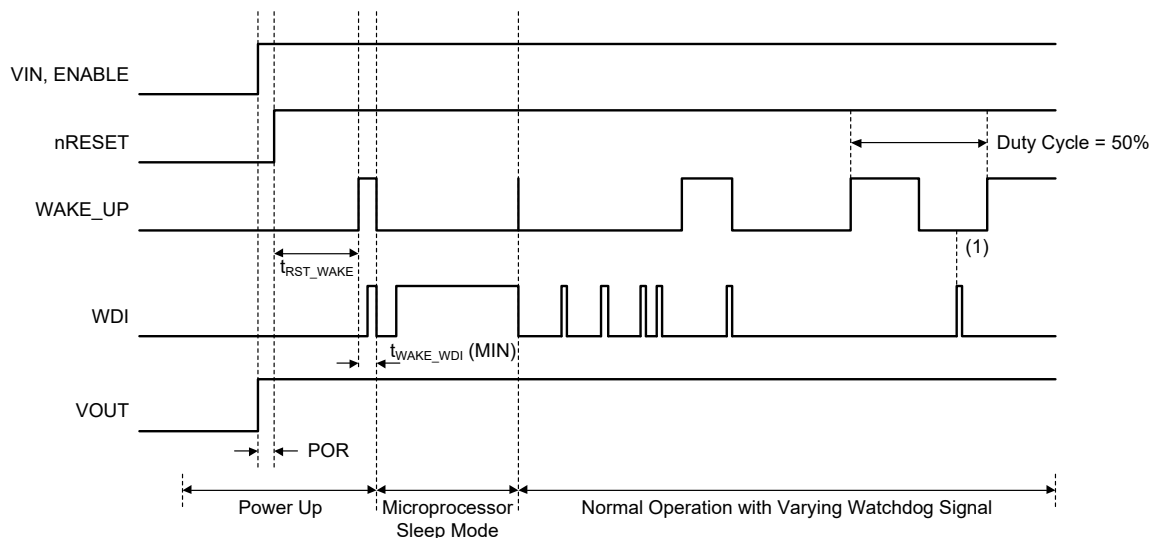 VIN, ENABLE
nRESET
Duty Cycle = 50%
WAKE_UP
(1)
tRST_WAKE
WDI
tWAKE_WDI (MIN)
VOUT
POR
Power Up
Microprocessor
Sleep Mode
Normal Operation with Varying Watchdog Signal